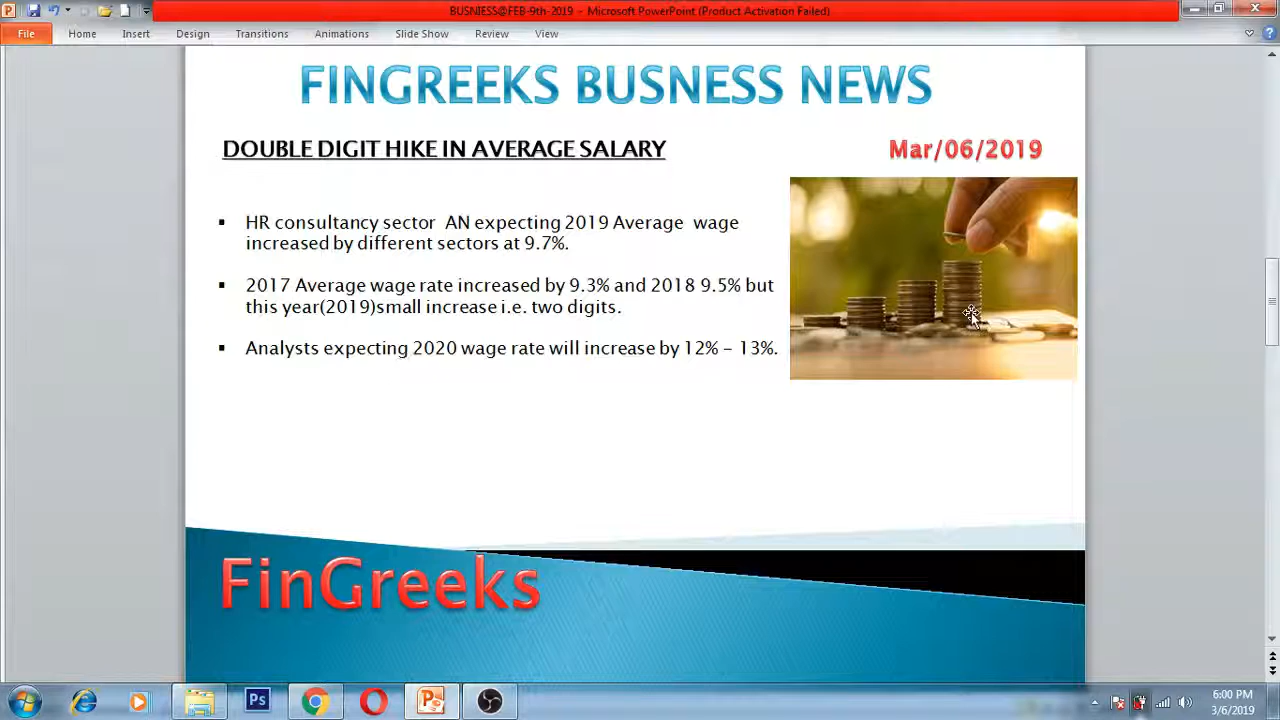 BUSNIESS@FEB-9th-2019 - Microsoft PowerPoint (Product Activation Failed)
File Home Insert Design Transitions Animations Slide Show Review View
FINGREEKS BUSNESS NEWS
DOUBLE DIGIT HIKE IN AVERAGE SALARY
Mar/06/2019
▪ HR consultancy sector AN expecting 2019 Average wage
increased by different sectors at 9.7%.
▪ 2017 Average wage rate increased by 9.3% and 2018 9.5% but
this year(2019)small increase i.e. two digits.
▪ Analysts expecting 2020 wage rate will increase by 12% – 13%.
FinGreeks
Ps
6:00 PM
3/6/2019